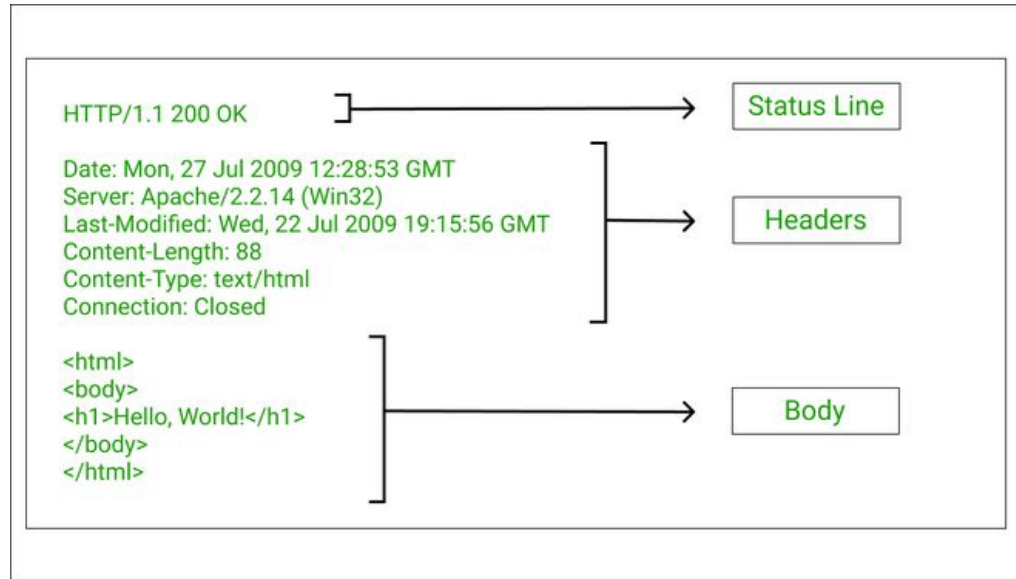 HTTP/1.1 200 OK
Status Line
Date: Mon, 27 Jul 2009 12:28:53 GMT
Server: Apache/2.2.14 (Win32)
Last-Modified: Wed, 22 Jul 2009 19:15:56 GMT
Content-Length: 88
Content-Type: text/html
Connection: Closed
Headers
<html>
<body>
<h1>Hello, World!</h1>
</body>
</html>
Body